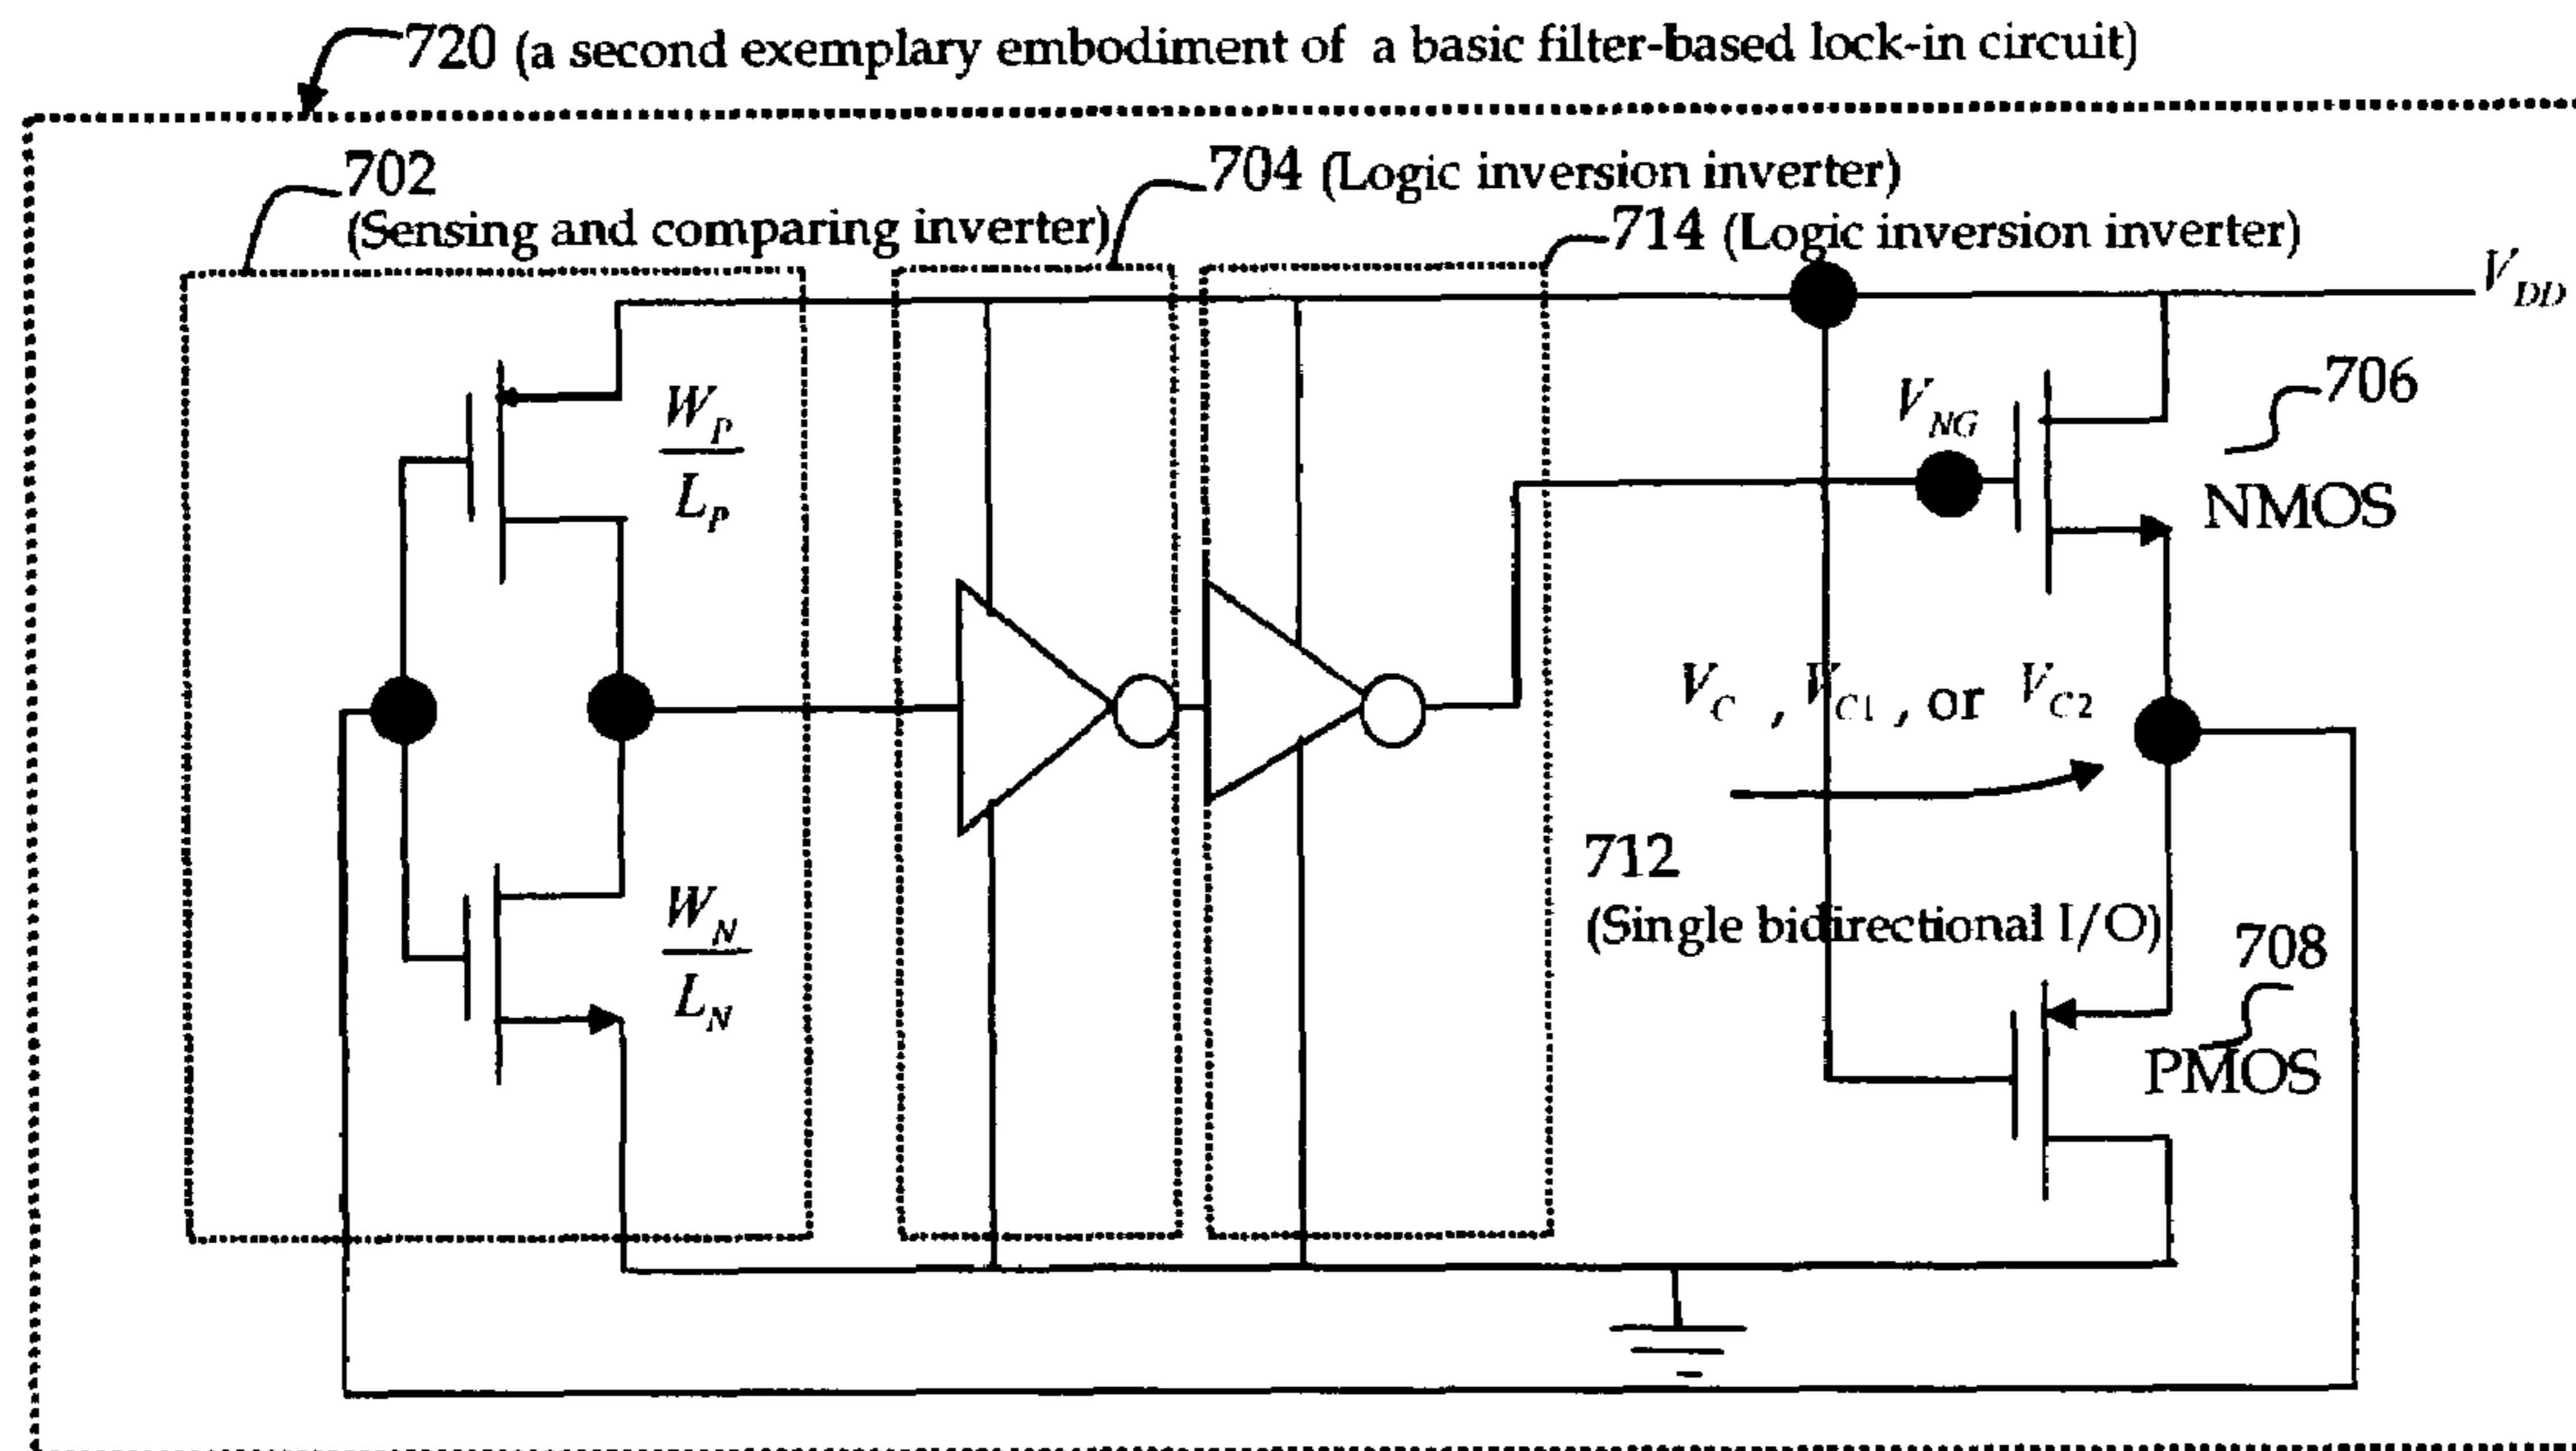 720 (a second exemplary embodiment of a basic filter-based lock-in circuit)
702
(Sensing and comparing inverter)
704 (Logic inversion inverter)
714 (Logic inversion inverter)
V_DD
W_P
L_P
V_NG
706
NMOS
V_C , V_C1 , or V_C2
712
(Single bidirectional I/O)
W_N
L_N
708
PMOS